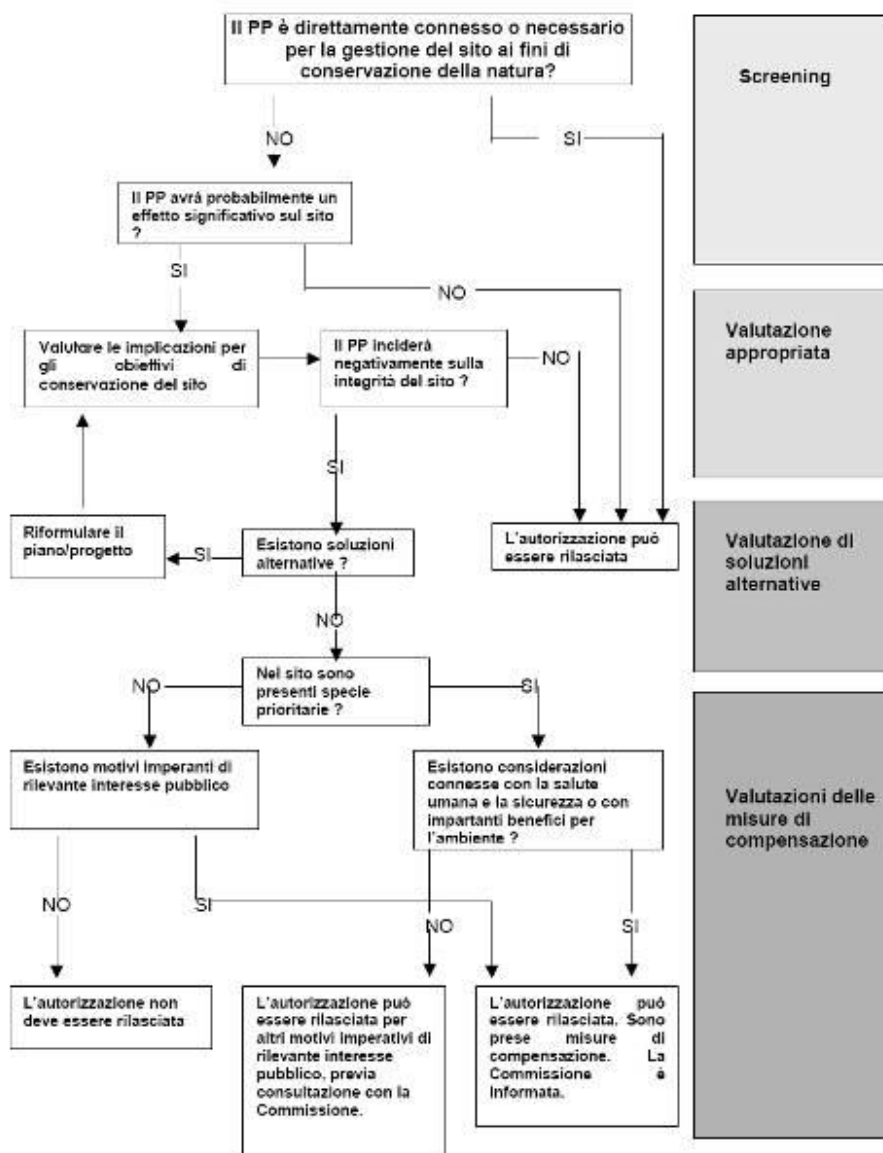 Il PP è direttamente connesso o necessario
per la gestione del sito ai fini di
conservazione della natura?
Screening
NO
SI
Il PP avrá probabilmente un
effetto significativo sul sito
?
SI
NO
Valutare le implicazioni per
gli obiettivi di
conservazione del sito
Il PP inciderá
negativamente sulla
integrità del sito ?
NO
Valutazione
appropriata
SI
Riformulare il
piano/progetto
SI
Esistono soluzioni
alternative ?
L'autorizzazione può
essere rilasciata
Valutazione di
soluzioni
alternative
NO
Nel sito sono
presenti specie
prioritarie ?
NO
SI
Esistono motivi imperanti di
rilevante interesse pubblico
Esistono considerazioni
connesse con la salute
umana e la sicurezza o con
impartanti benefici per
l'ambiente ?
Valutazioni delle
misure di
compensazione
NO
SI
NO
SI
L'autorizzazione non
deve essere rilasciata
L'autorizzazione può
essere rilasciata per
altri motivi imperativi di
rilevante interesse
pubblico, previa
consultazione con la
Commissione.
L'autorizzazione può
essere rilasciata. Sono
prese misure di
compensazione. La
Commissione è
informata.